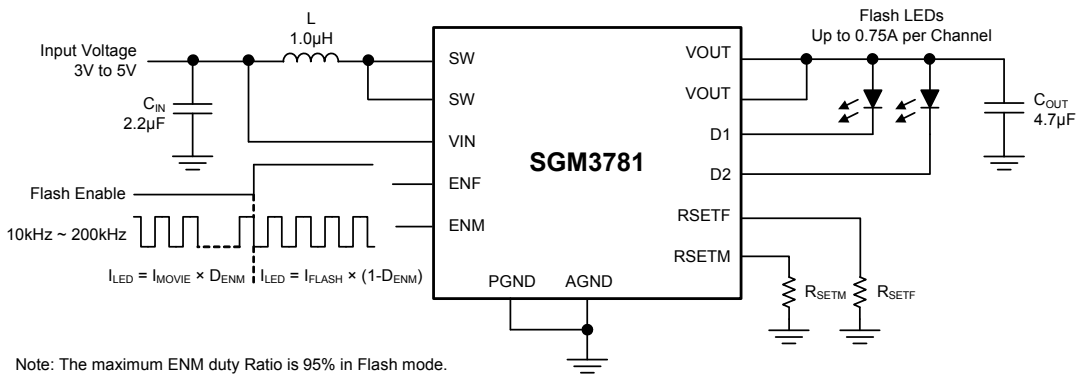 L
1.0µH
Input Voltage
3V to 5V
C_IN
2.2µF
Flash Enable
10kHz ~ 200kHz
I_LED = I_MOVIE × D_ENM
I_LED = I_FLASH × (1-D_ENM)
SW
SW
VIN
ENF
ENM
SGM3781
PGND
AGND
VOUT
VOUT
D1
D2
RSETF
RSETM
Flash LEDs
Up to 0.75A per Channel
C_OUT
4.7µF
R_SETM
R_SETF
Note: The maximum ENM duty Ratio is 95% in Flash mode.